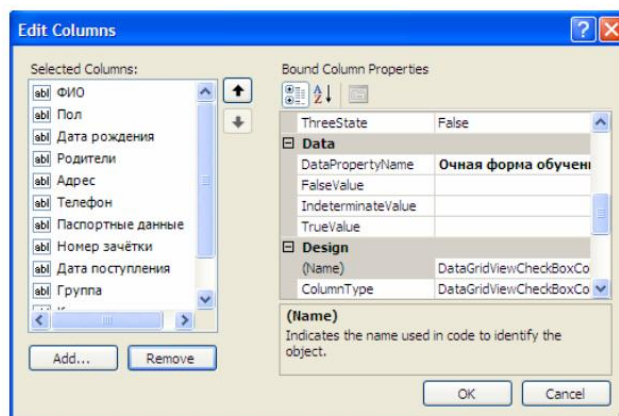 Edit Columns
Selected Columns:
ФИО
Пол
Дата рождения
Родители
Адрес
Телефон
Паспортные данные
Номер зачётки
Дата поступления
Группа
Add...
Remove
Bound Column Properties
ThreeState False
Data
DataPropertyName Очная форма обучени
FalseValue
IndeterminateValue
TrueValue
Design
(Name) DataGridViewCheckBoxCo
ColumnType DataGridViewCheckBoxCo
(Name)
Indicates the name used in code to identify the
object.
OK
Cancel